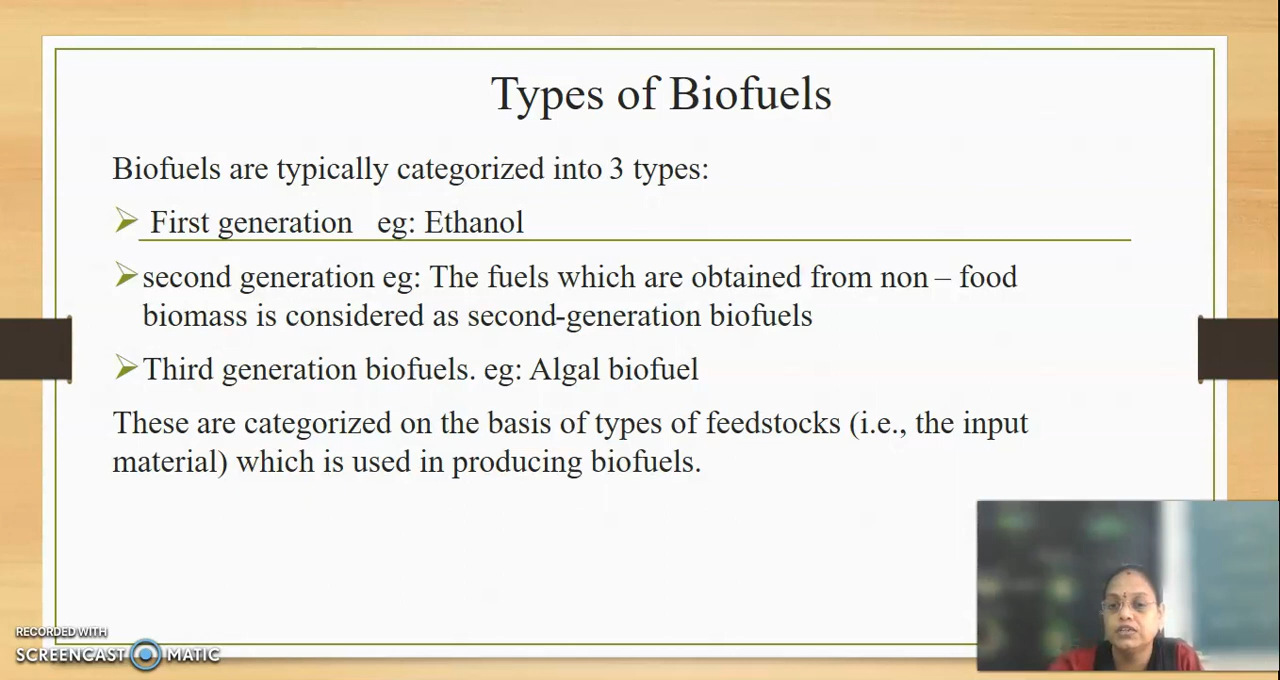 Types of Biofuels
Biofuels are typically categorized into 3 types:
First generation eg: Ethanol
second generation eg: The fuels which are obtained from non – food
biomass is considered as second-generation biofuels
Third generation biofuels. eg: Algal biofuel
These are categorized on the basis of types of feedstocks (i.e., the input
material) which is used in producing biofuels.
RECORDED WITH
SCREENCAST MATIC